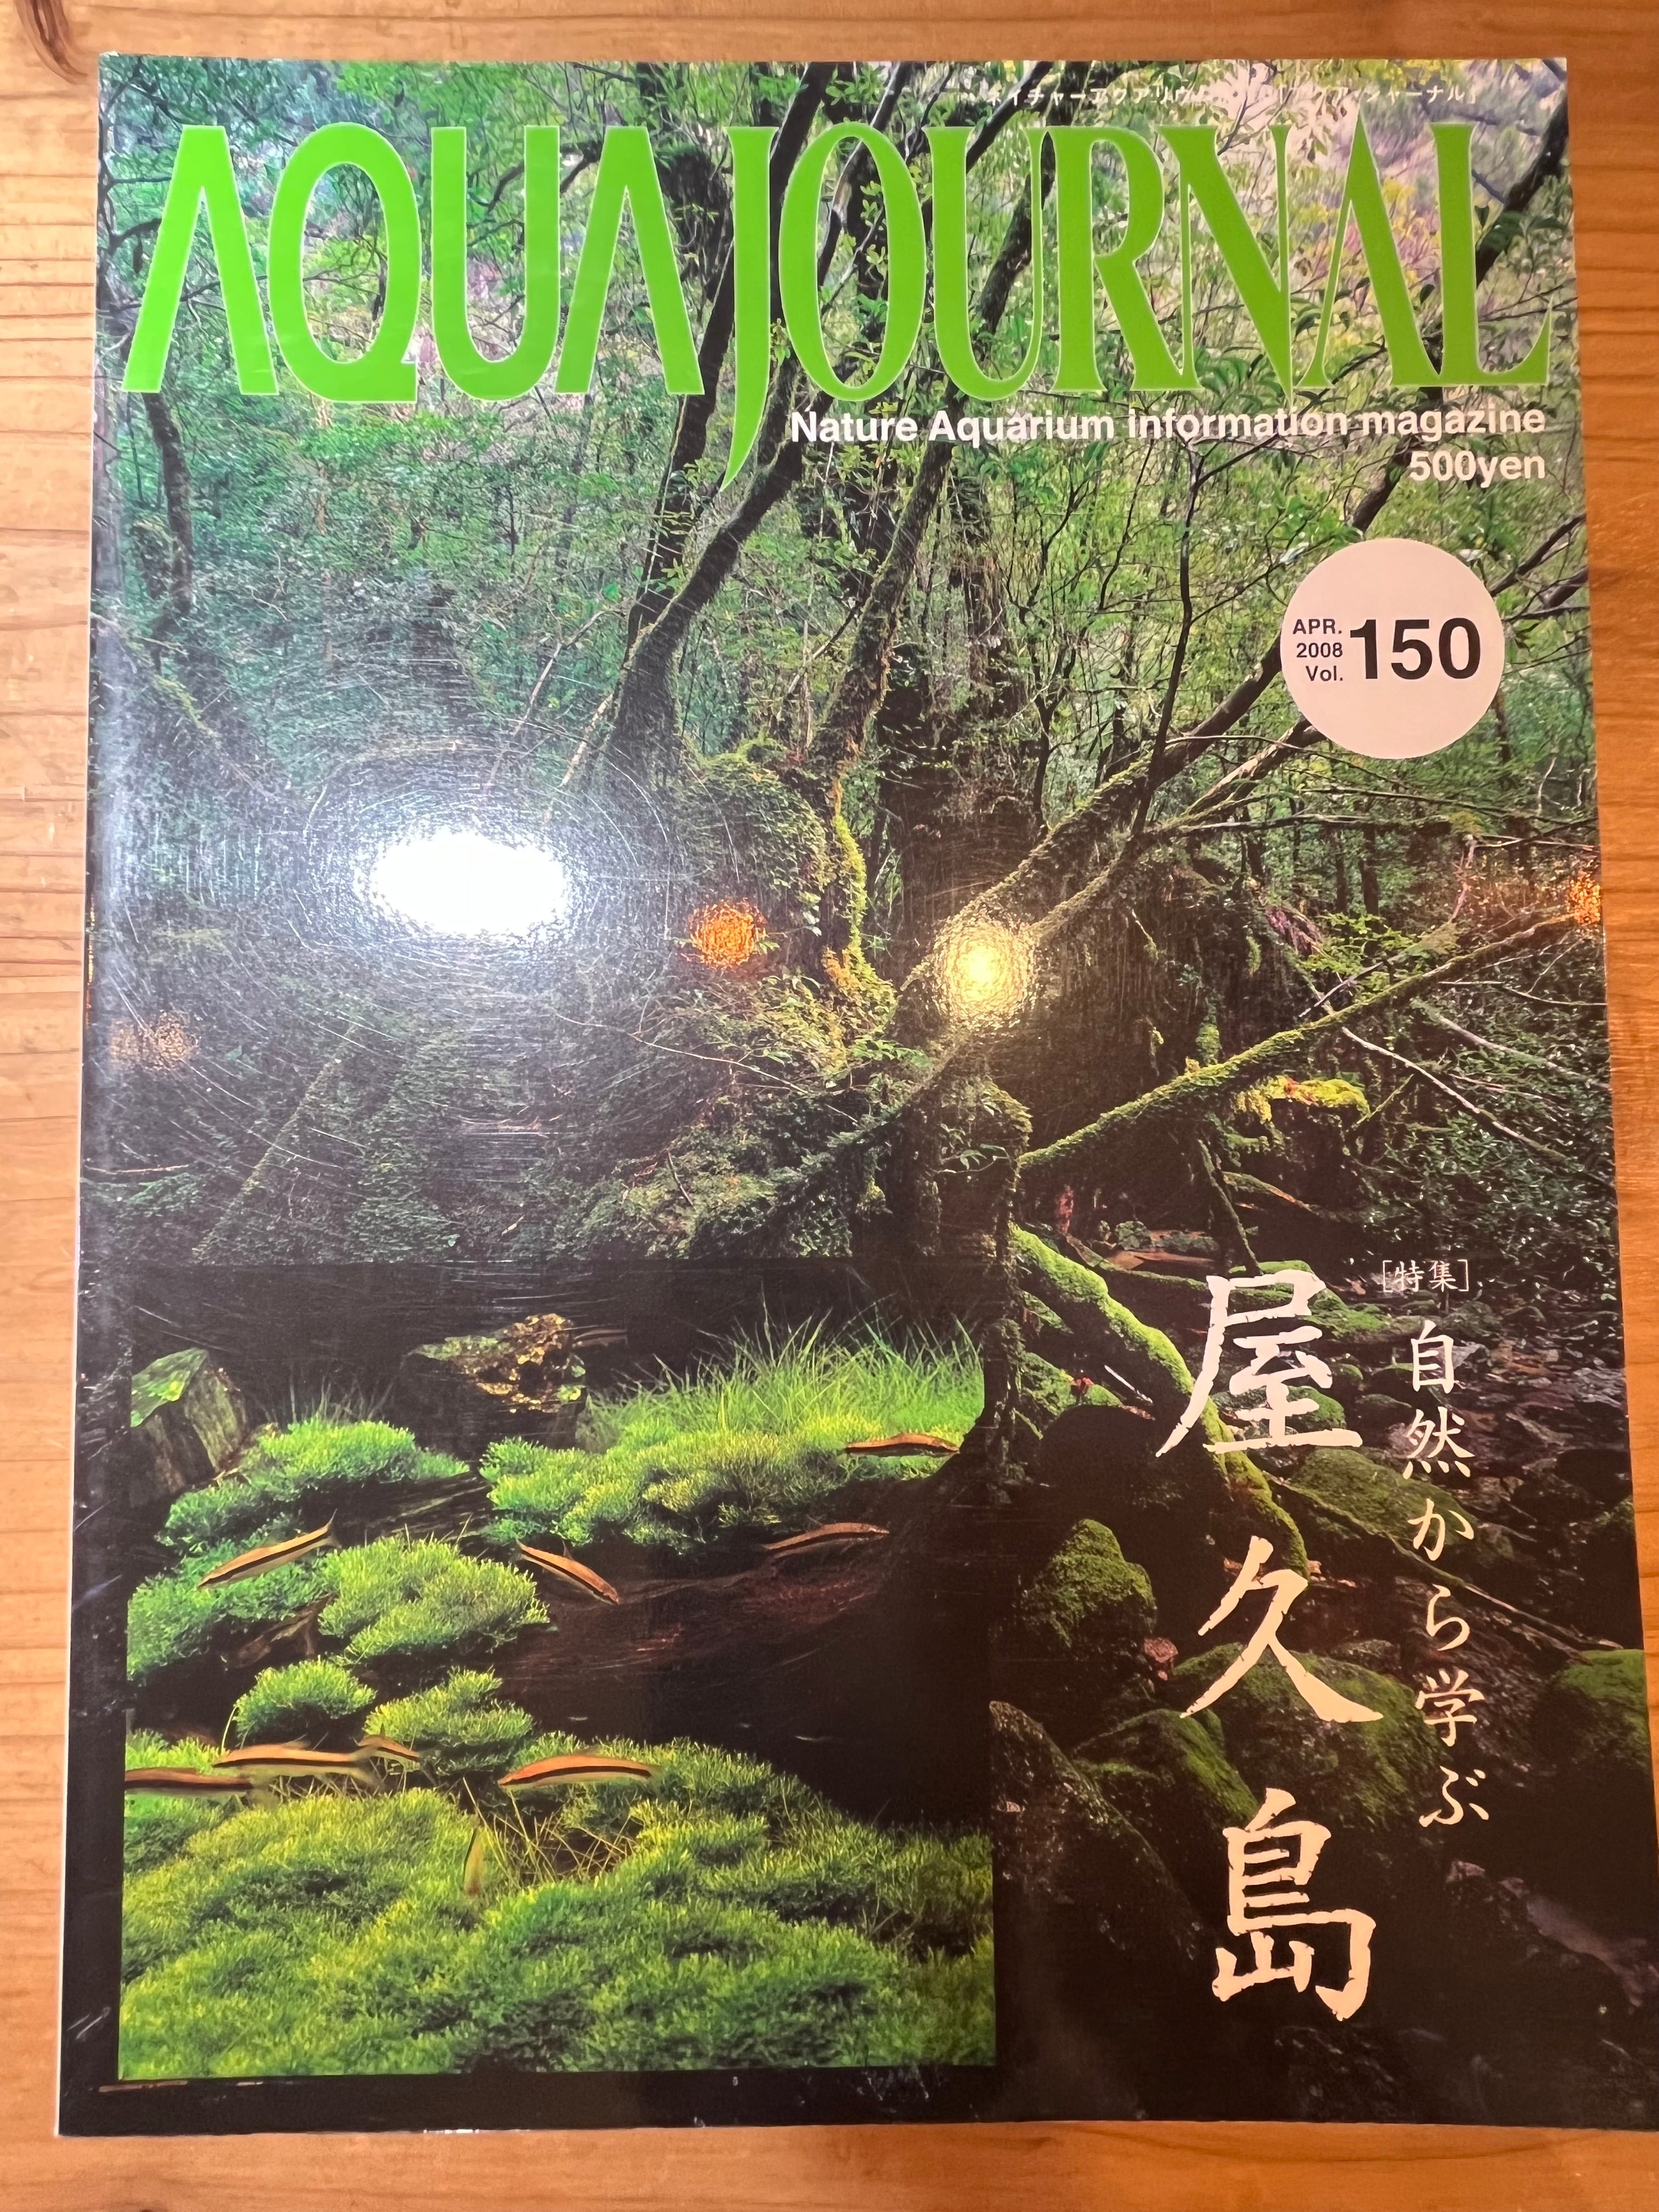 AQUA JOURNAL
Nature Aquarium information magazine
500yen
APR.
2008
Vol. 150
[特集]
自然から学ぶ
屋久島